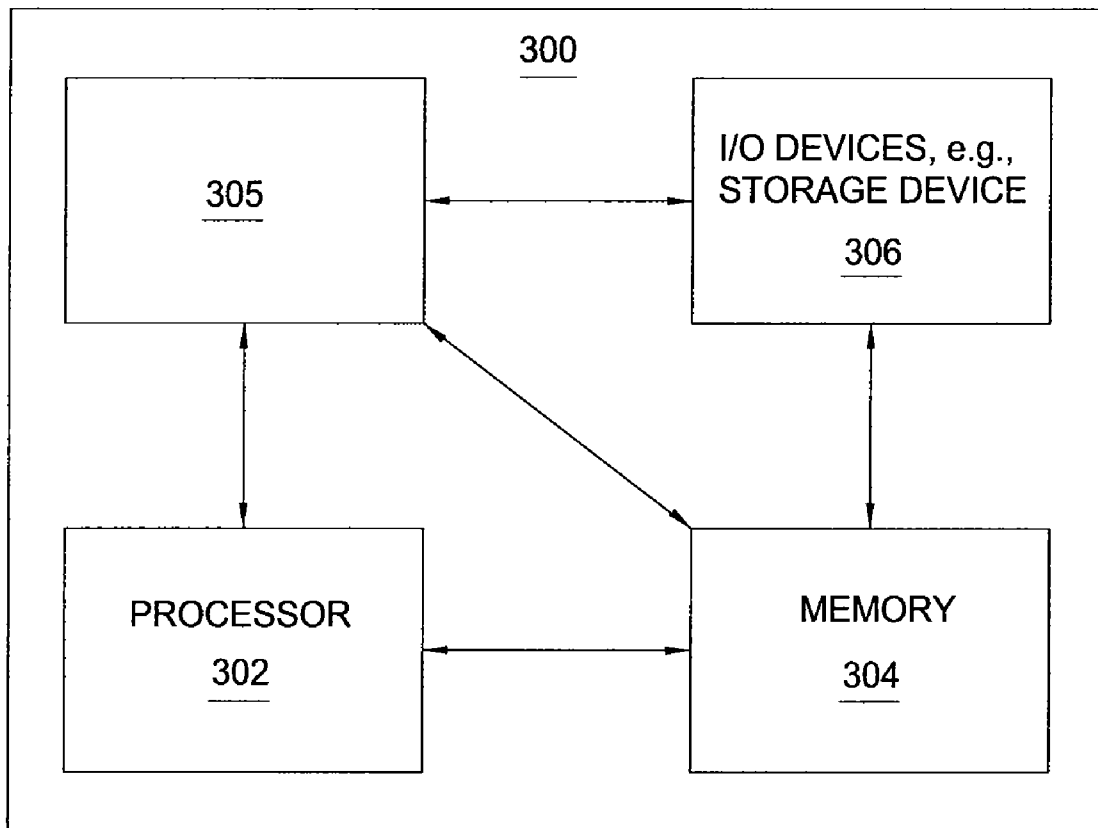 300
305
I/O DEVICES, e.g.,
STORAGE DEVICE
306
PROCESSOR
302
MEMORY
304